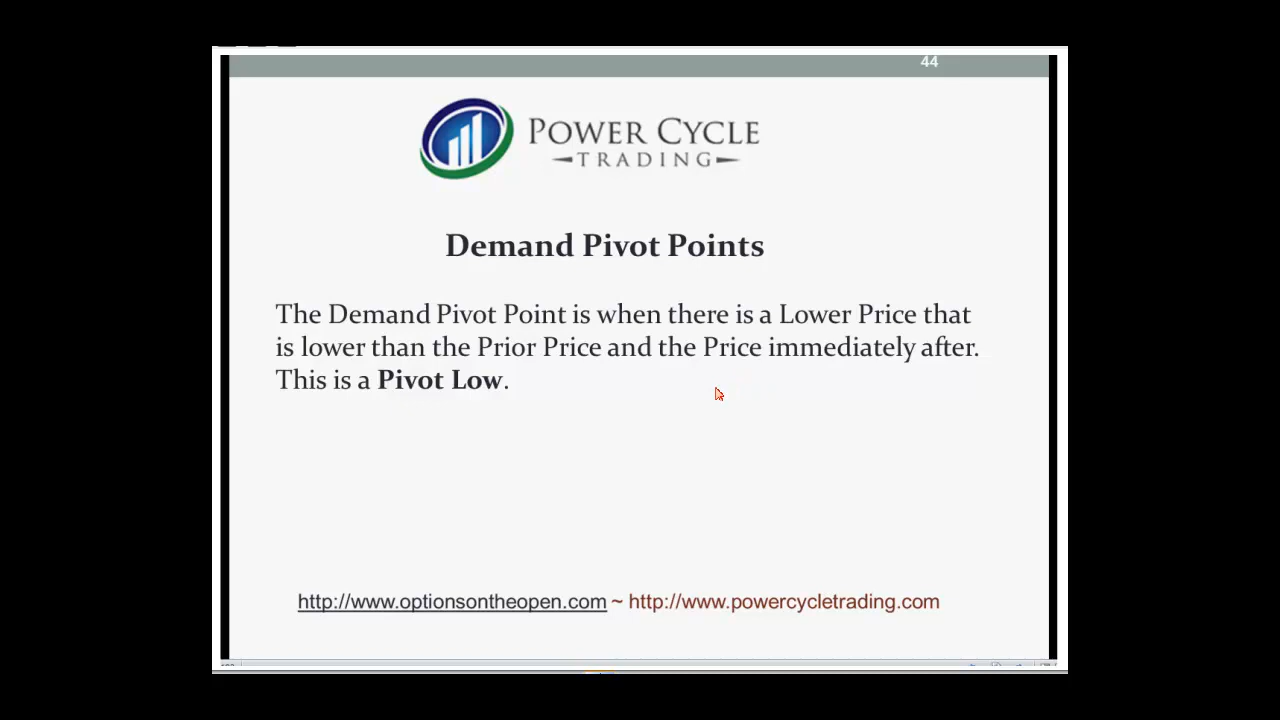 44
POWER CYCLE
TRADING
Demand Pivot Points
The Demand Pivot Point is when there is a Lower Price that
is lower than the Prior Price and the Price immediately after.
This is a Pivot Low.
http://www.optionsontheopen.com ~ http://www.powercycletrading.com